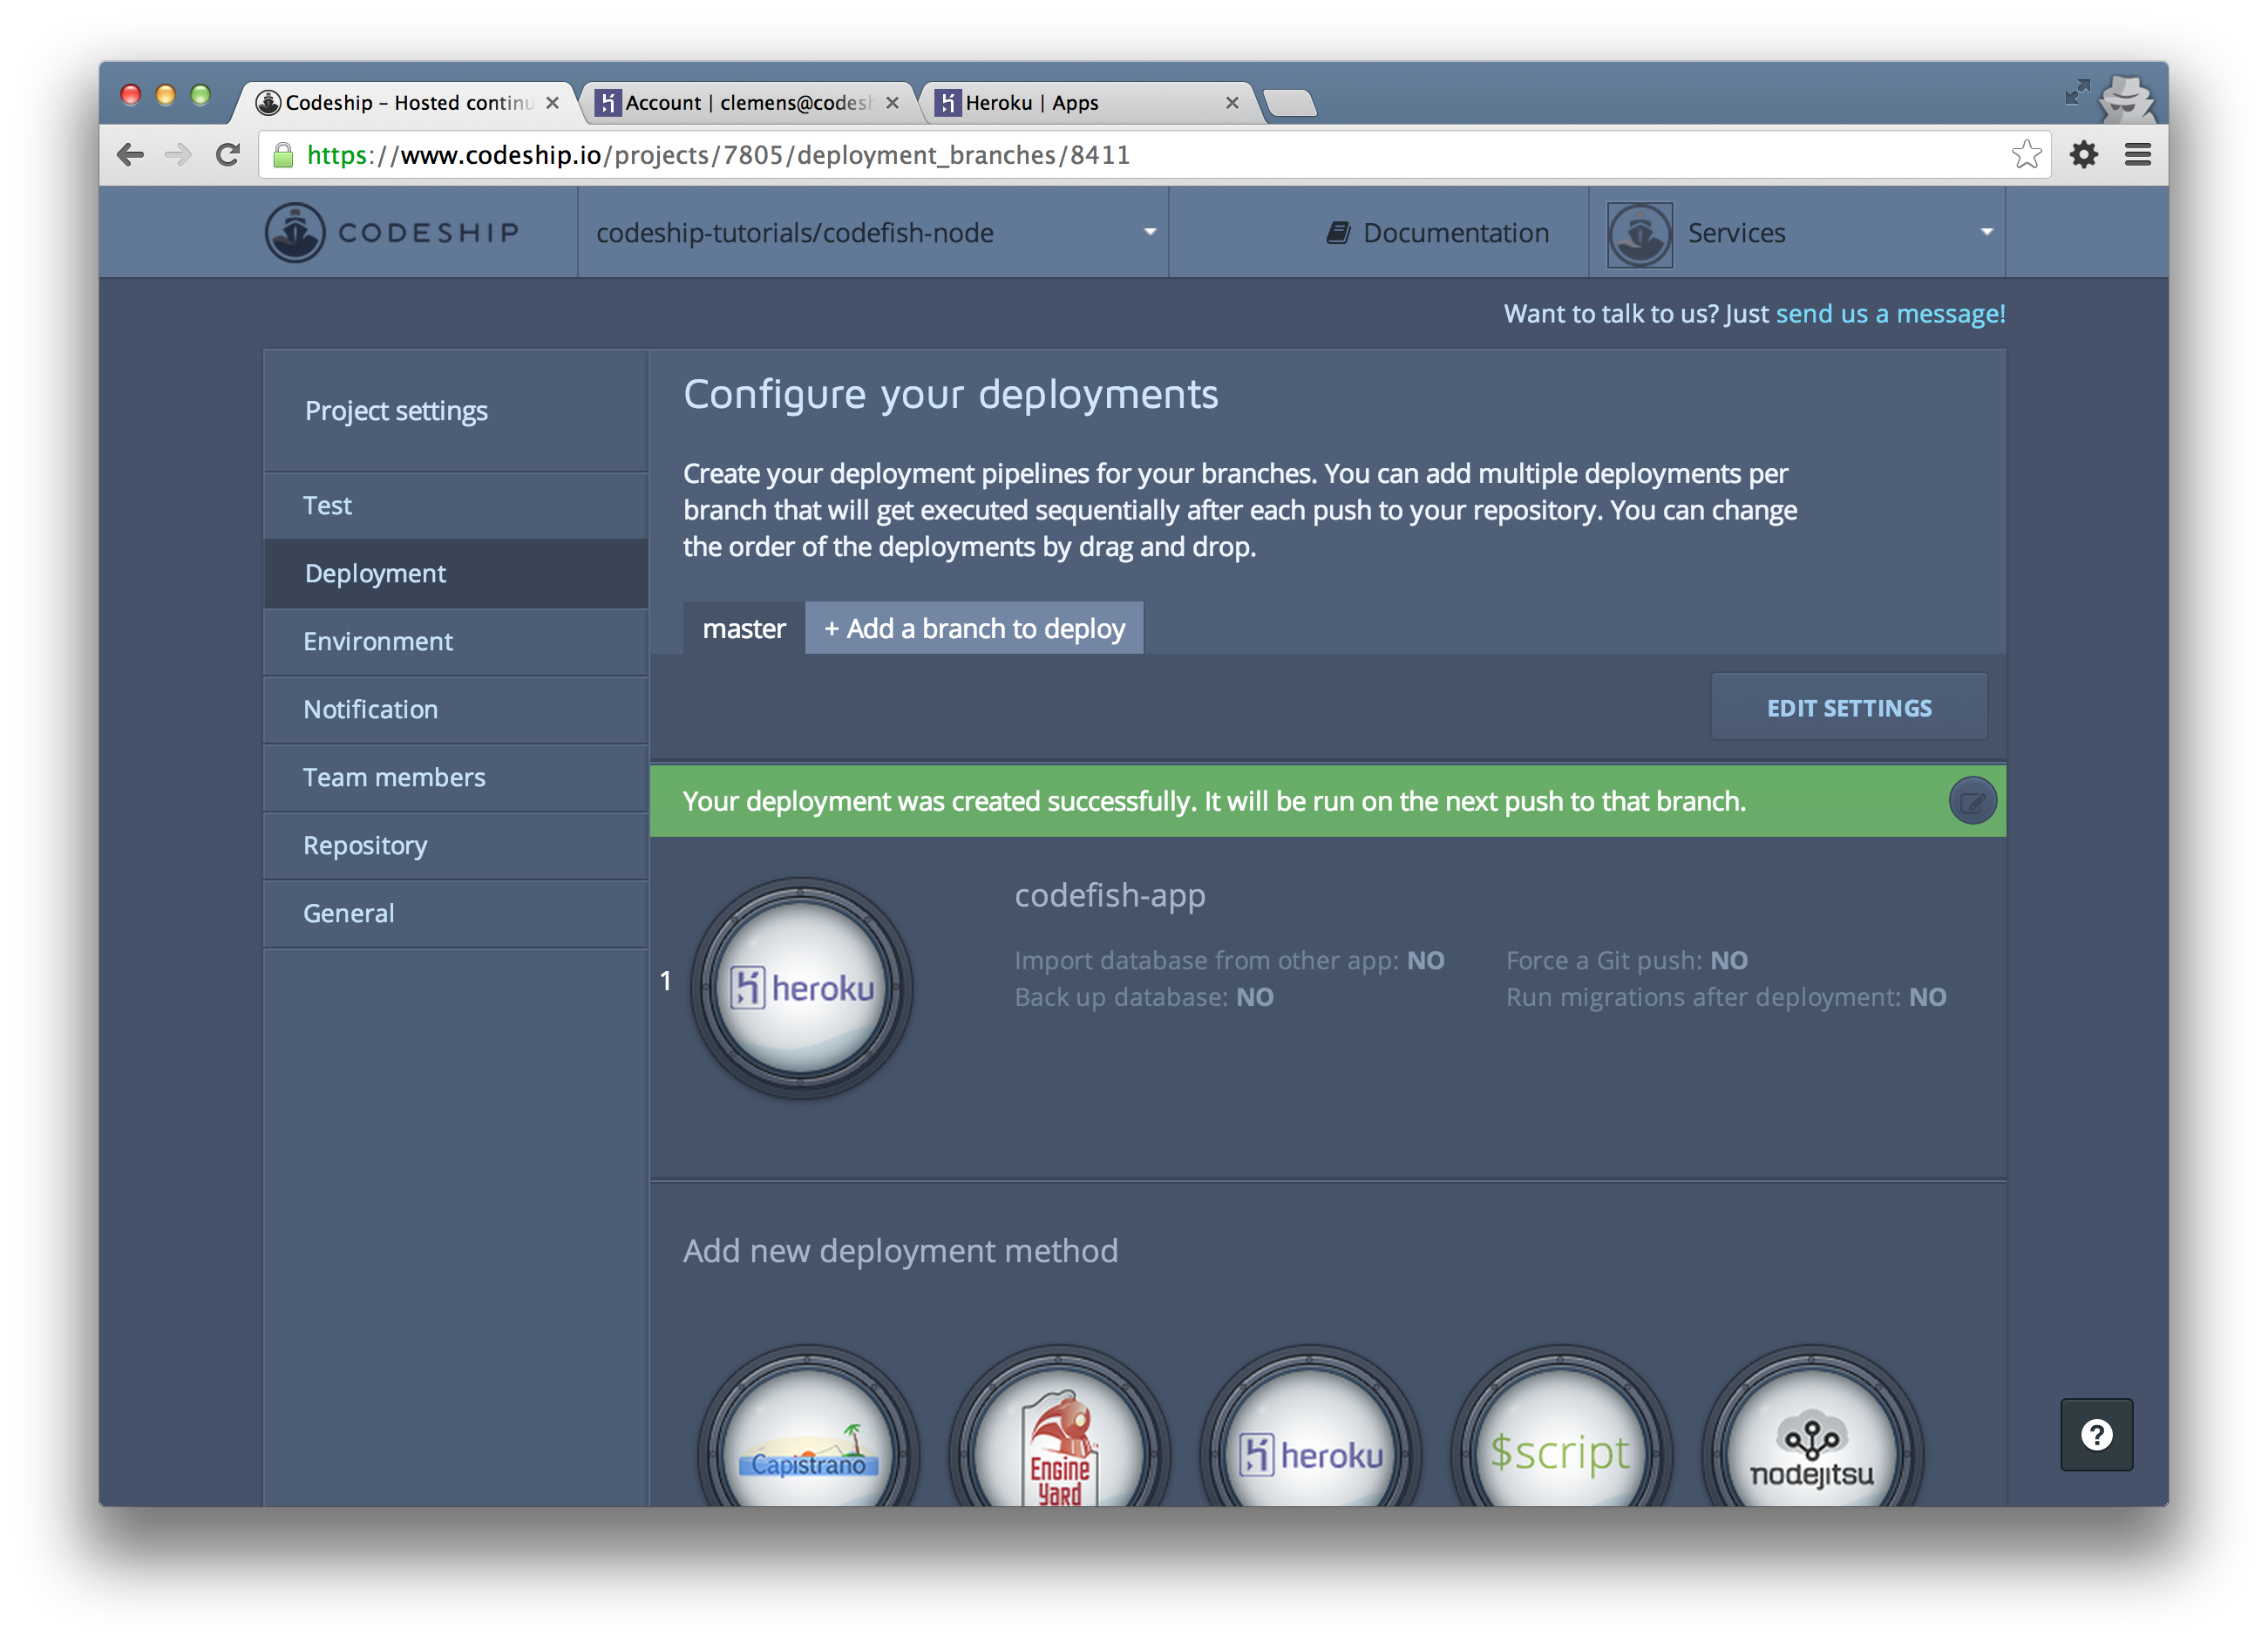 Codeship – Hosted continu
Account | clemens@codesh
Heroku | Apps
https://www.codeship.io/projects/7805/deployment_branches/8411
CODESHIP
codeship-tutorials/codefish-node
Documentation
Services
Want to talk to us? Just send us a message!
Project settings
Test
Deployment
Environment
Notification
Team members
Repository
General
Configure your deployments
Create your deployment pipelines for your branches. You can add multiple deployments per
branch that will get executed sequentially after each push to your repository. You can change
the order of the deployments by drag and drop.
master
+ Add a branch to deploy
EDIT SETTINGS
Your deployment was created successfully. It will be run on the next push to that branch.
1
heroku
codefish-app
Import database from other app: NO
Back up database: NO
Force a Git push: NO
Run migrations after deployment: NO
Add new deployment method
Capistrano
Engine
Yard
heroku
$script
nodejitsu
?